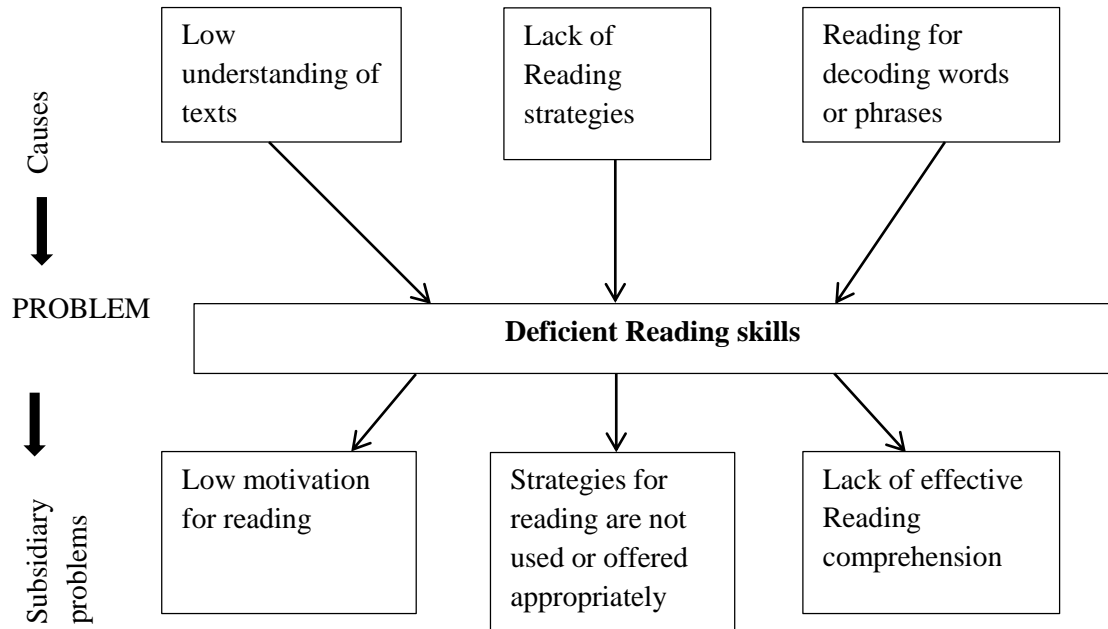 Low
understanding of
texts
Lack of
Reading
strategies
Reading for
decoding words
or phrases
Causes
PROBLEM
Deficient Reading skills
Low motivation
for reading
Strategies for
reading are not
used or offered
appropriately
Lack of effective
Reading
comprehension
Subsidiary
problems